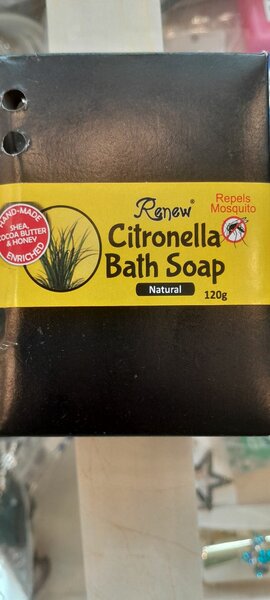 Renew®
Repels
Mosquito
Citronella
Bath Soap
Natural
120g
HAND-MADE
SHEA,
COCOA BUTTER
& HONEY
ENRICHED